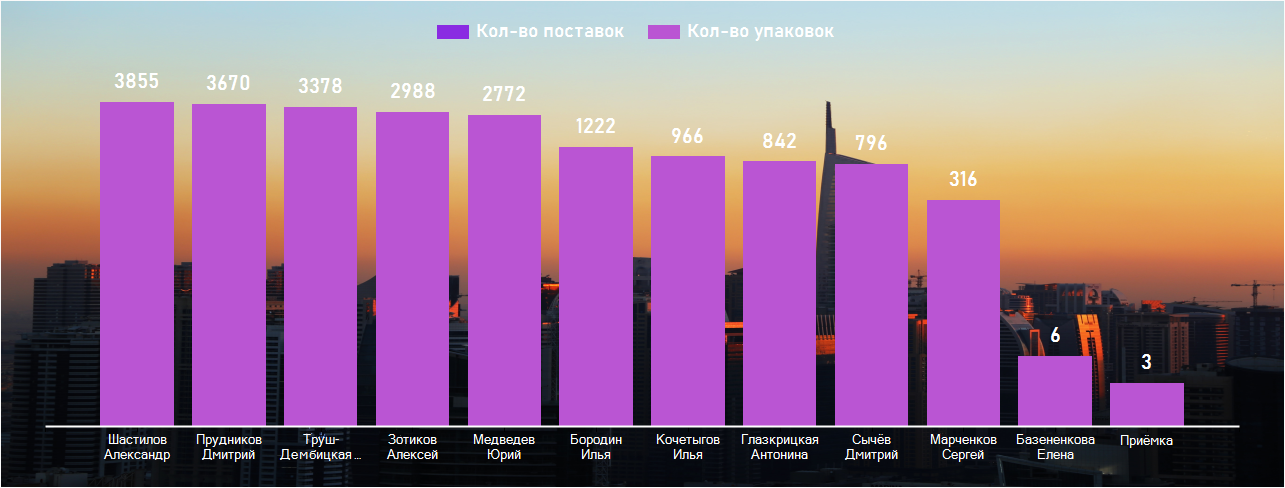 Кол-во поставок Кол-во упаковок
3855 3670 3378 2988 2772 1222 966 842 796 316 6 3
Шастилов Прудников Труш- Зотиков Медведев Бородин Кочетыгов Глазкрицкая Сычёв Марченков Базененкова Приёмка
Александр Дмитрий Дембицкая... Алексей Юрий Илья Илья Антонина Дмитрий Сергей Елена